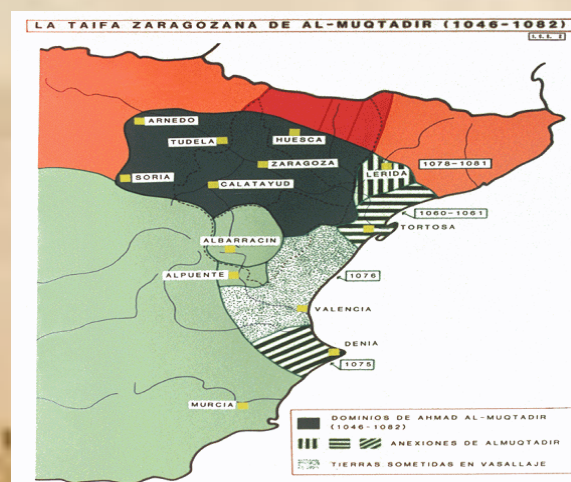 LA TAIFA ZARAGOZANA DE AL-MUQTADIR (1046-1082)
ARNEDO
TUDELA
HUESCA
ZARAGOZA
1078-1081
LERIDA
SORIA
CALATAYUD
1060-1061
TORTOSA
ALBARRACIN
ALPUENTE
1076
VALENCIA
DENIA
1075
MURCIA
DOMINIOS DE AHMAD AL-MUQTADIR
(1046-1082)
ANEXIONES DE ALMUQTADIR
TIERRAS SOMETIDAS EN VASALLAJE